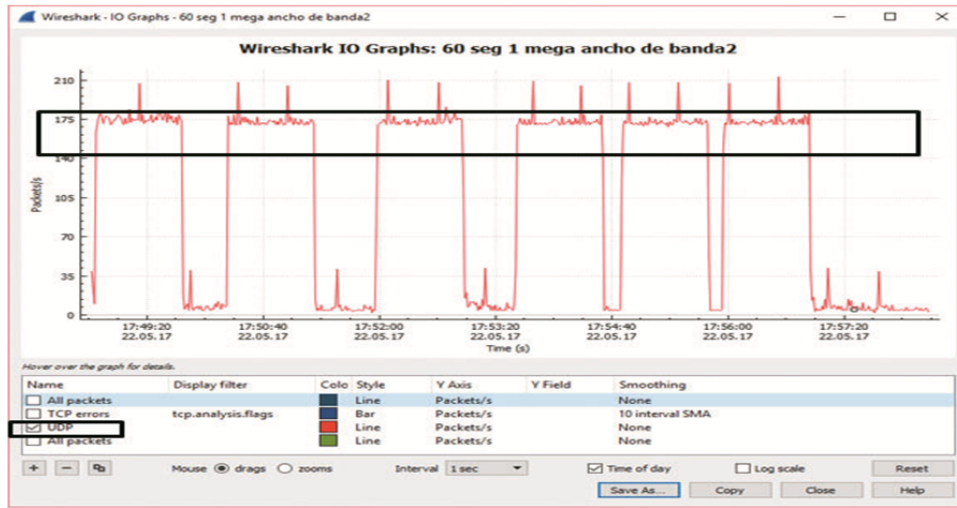 Wireshark - IO Graphs - 60 seg 1 mega ancho de banda2
Wireshark IO Graphs: 60 seg 1 mega ancho de banda2
210
175
140
105
70
35
0
Packets/s
17:49:20 17:50:40 17:52:00 17:53:20 17:54:40 17:56:00 17:57:20
22.05.17 22.05.17 22.05.17 22.05.17 22.05.17 22.05.17 22.05.17
Time (s)
Hover over the graph for details.
Name Display filter Colo Style Y Axis Y Field Smoothing
All packets Line Packets/s None
TCP errors tcp.analysis.flags Bar Packets/s 10 interval SMA
UDP Line Packets/s None
All packets Line Packets/s None
+ − Mouse drags zooms Interval 1 sec Time of day Log scale Reset
Save As... Copy Close Help